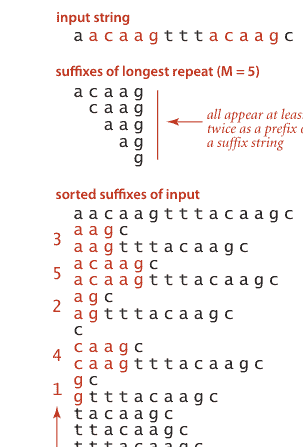 input string
a a c a a g t t t a c a a g c
suffixes of longest repeat (M = 5)
a c a a g
c a a g
a a g
a g
g
all appear at least
twice as a prefix
a suffix string
sorted suffixes of input
a a c a a g t t t a c a a g c
a a g c
3
a a g t t t a c a a g c
a c a a g c
5
a c a a g t t t a c a a g c
a g c
2
a g t t t a c a a g c
c
c a a g c
4
c a a g t t t a c a a g c
g c
1
g t t t a c a a g c
t a c a a g c
t t a c a a g c
t t t a c a a g c